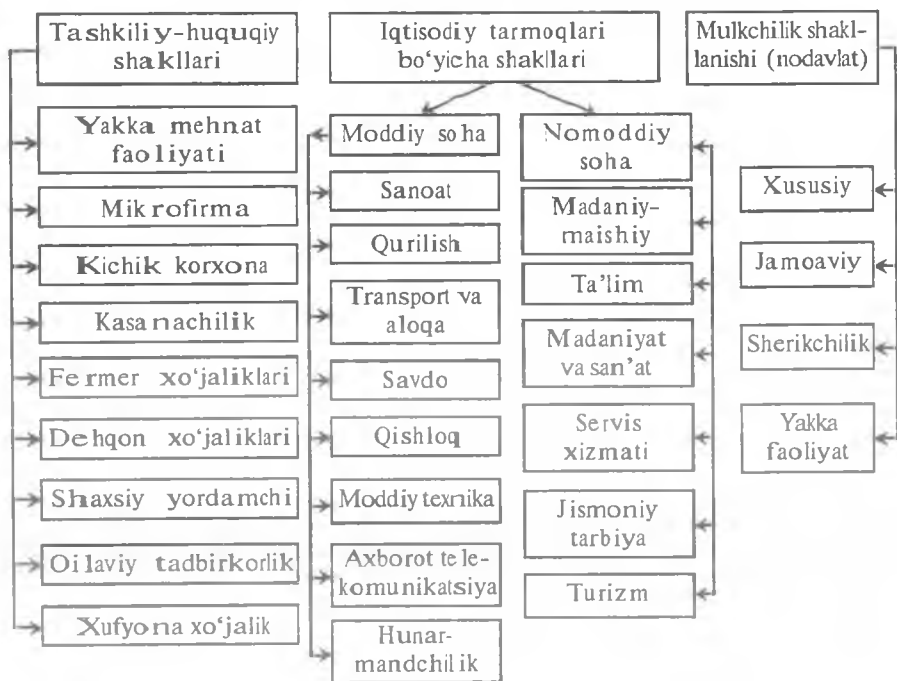 Tashkiliy-huquqiy
shakllari
Yakka mehnat
faoliyati
Mikrofirma
Kichik korxona
Kasanachilik
Fermer xo‘jaliklari
Dehqon xo‘jaliklari
Shaxsiy yordamchi
Oilaviy tadbirkorlik
Xufyona xo‘jalik
Iqtisodiy tarmoqlari
bo‘yicha shakllari
Moddiy soha
Sanoat
Qurilish
Transport va
aloqa
Savdo
Qishloq
Moddiy texnika
Axborot tele-
komunikatsiya
Hunar-
mandchilik
Nomoddiy
soha
Madaniy-
maishiy
Ta’lim
Madaniyat
va san’at
Servis
xizmati
Jismoniy
tarbiya
Turizm
Mulkchilik shakl-
lanishi (nodavlat)
Xususiy
Jamoaviy
Sherikchilik
Yakka
faoliyat